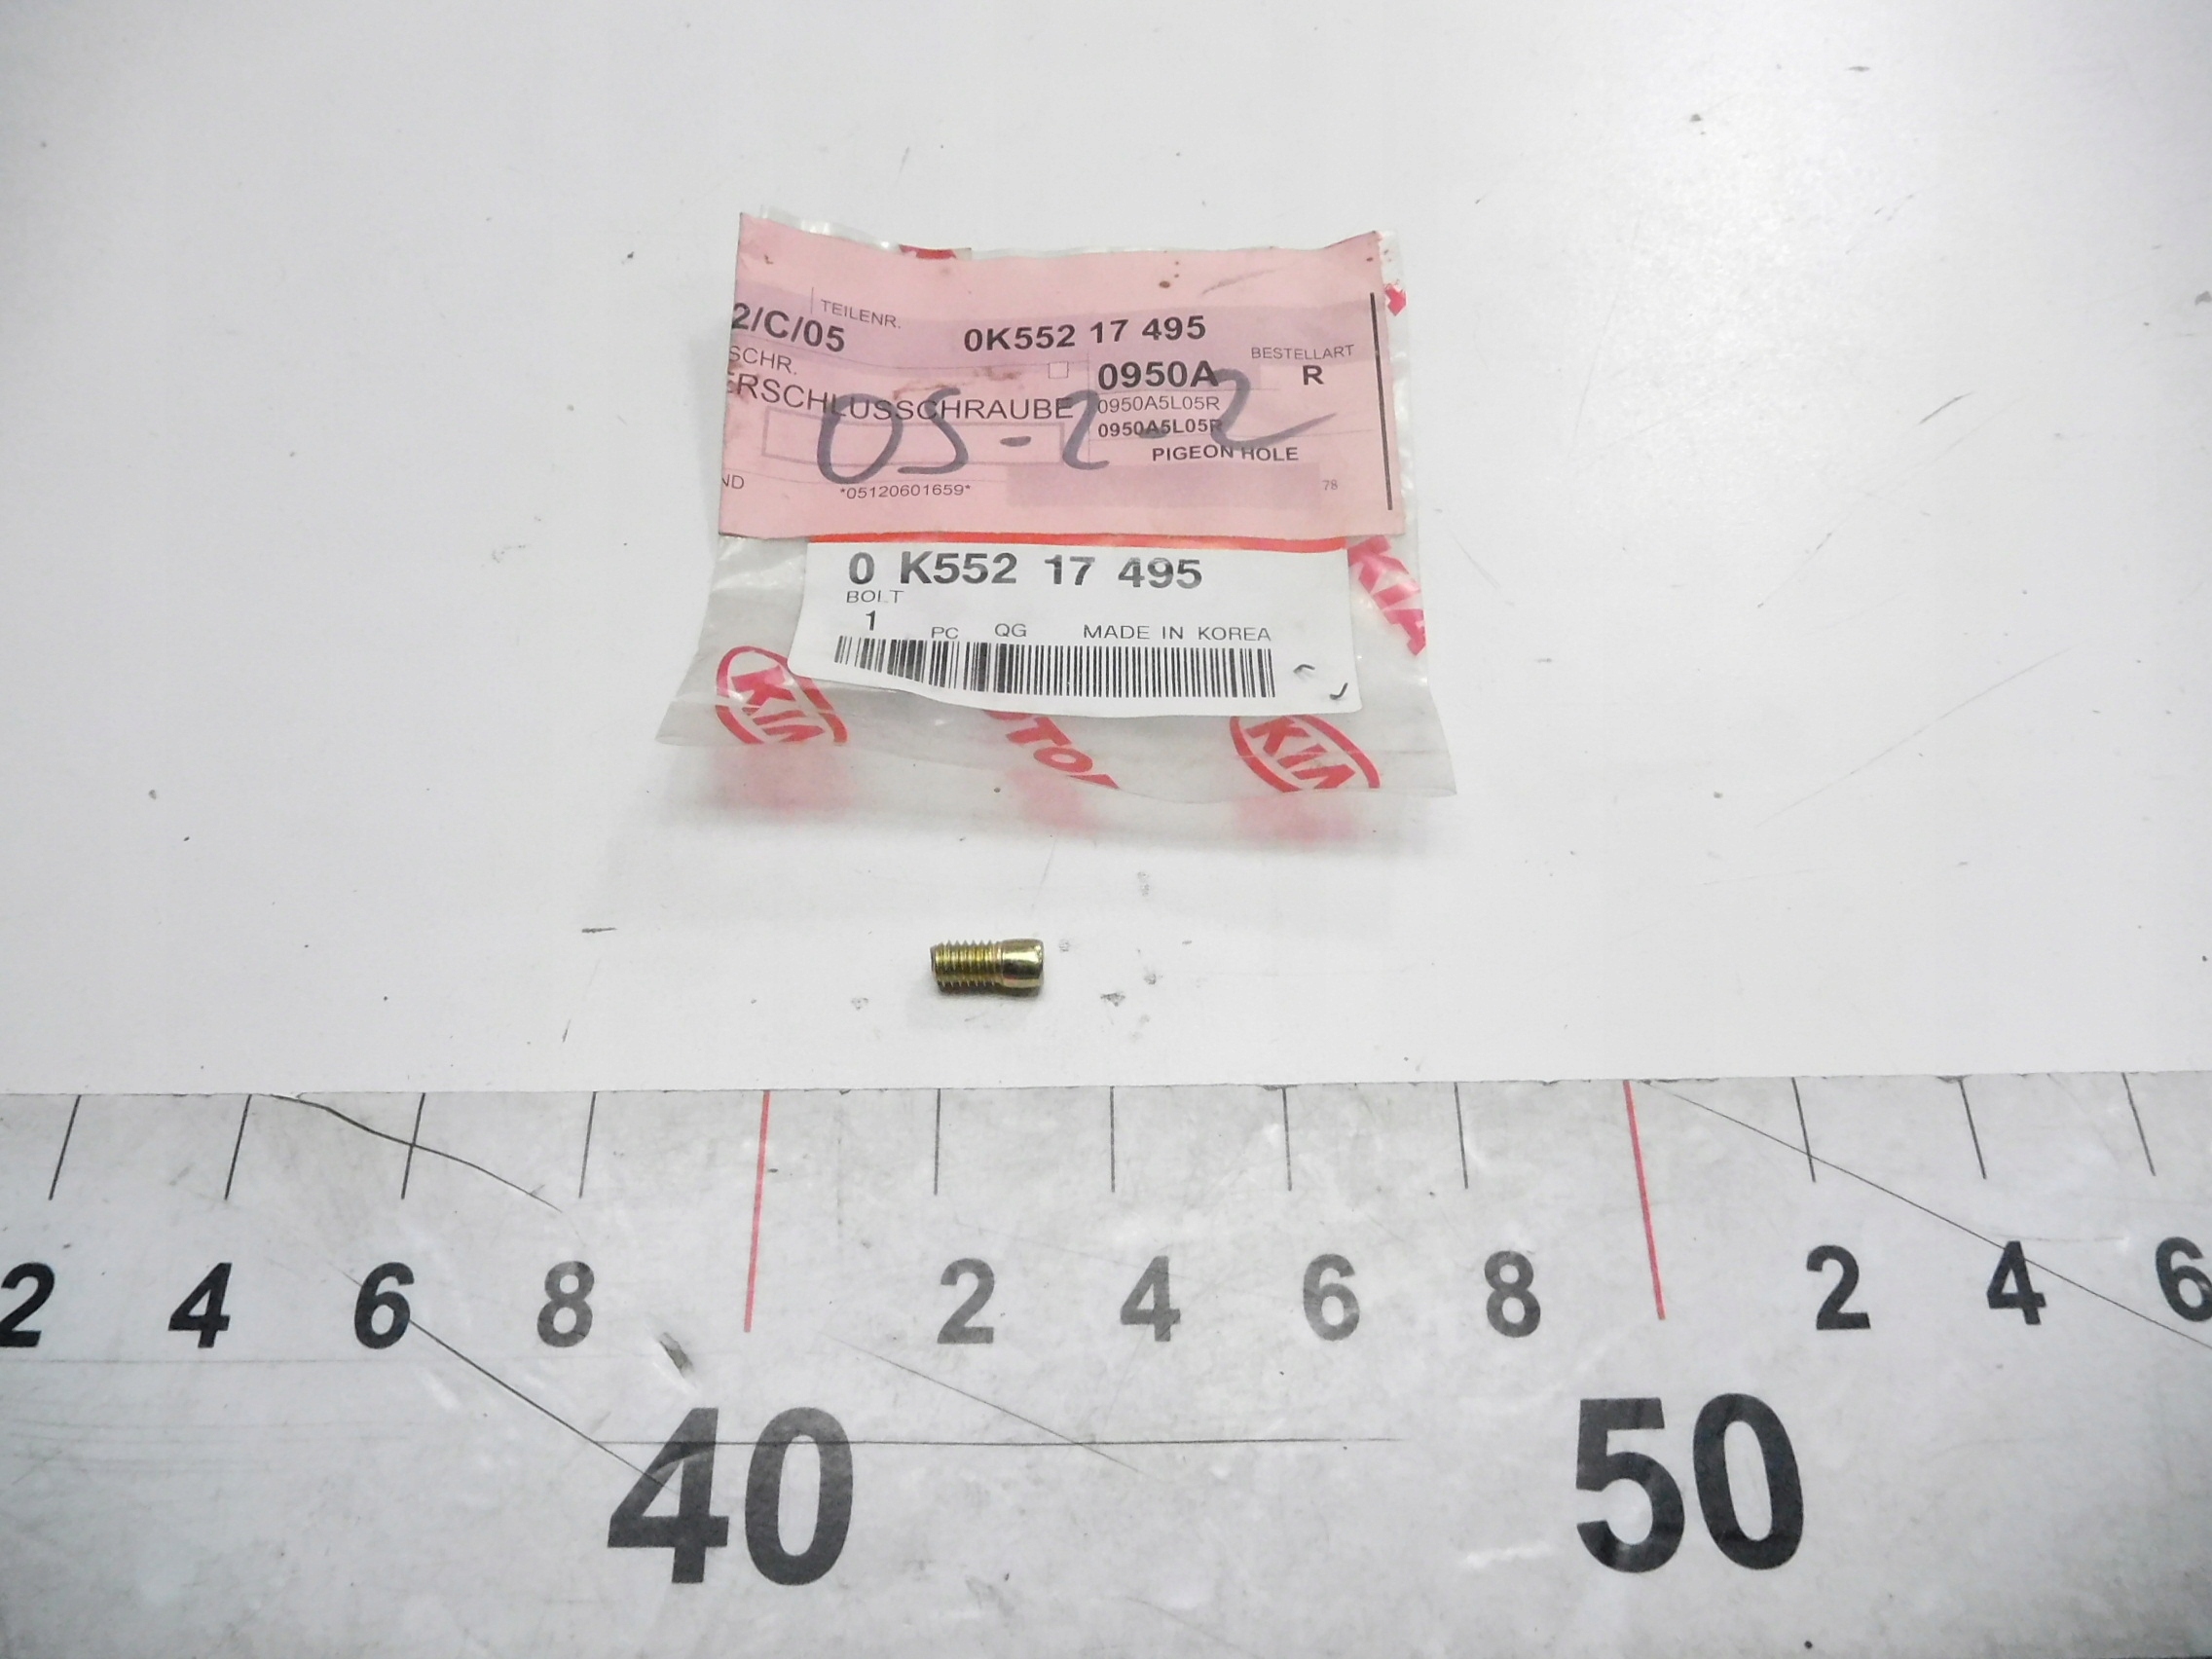 2/C/05
TEILENR.
0K552 17 495
SCHR.
ERSCHLUSSCHRAUBE
0950A
BESTELLART
R
0950A5L05R
0950A5L05R
05-2-2
PIGEON HOLE
ND
*05120601659*
78
0 K552 17 495
BOLT
1 PC QG MADE IN KOREA
KIA
KIA
KIA
2 4 6 8 2 4 6 8 2 4 6
40 50